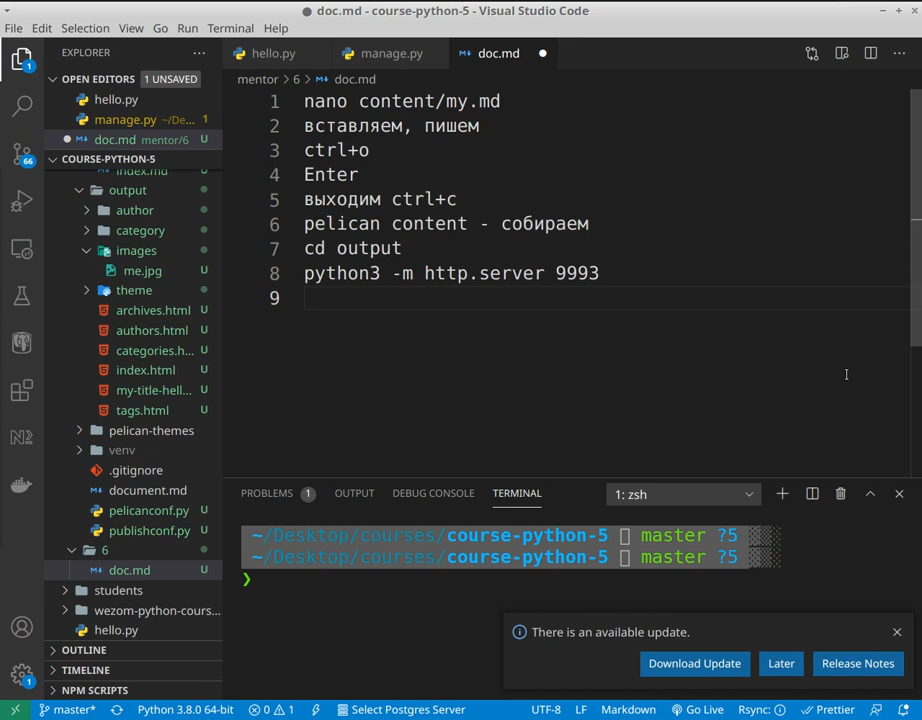 doc.md - course-python-5 - Visual Studio Code
File Edit Selection View Go Run Terminal Help
EXPLORER
hello.py manage.py doc.md
OPEN EDITORS 1 UNSAVED
mentor > 6 > doc.md
hello.py
manage.py ~/De... 1
doc.md mentor/6 U
COURSE-PYTHON-5
index.md U
output
author
category
images
me.jpg U
theme
archives.html U
authors.html U
categories.h... U
index.html U
my-title-hell... U
tags.html U
pelican-themes
venv
.gitignore
document.md
pelicanconf.py U
publishconf.py U
6
doc.md U
students
wezom-python-cours...
hello.py
OUTLINE
TIMELINE
NPM SCRIPTS
1 nano content/my.md
2 вставляем, пишем
3 ctrl+o
4 Enter
5 выходим ctrl+c
6 pelican content - собираем
7 cd output
8 python3 -m http.server 9993
9
PROBLEMS 1 OUTPUT DEBUG CONSOLE TERMINAL 1: zsh
~/Desktop/courses/course-python-5 master ?5
~/Desktop/courses/course-python-5 master ?5
❯
There is an available update.
Download Update Later Release Notes
1
66
N2
1
master* Python 3.8.0 64-bit 0 1 Select Postgres Server UTF-8 LF Markdown Go Live Rsync: Prettier